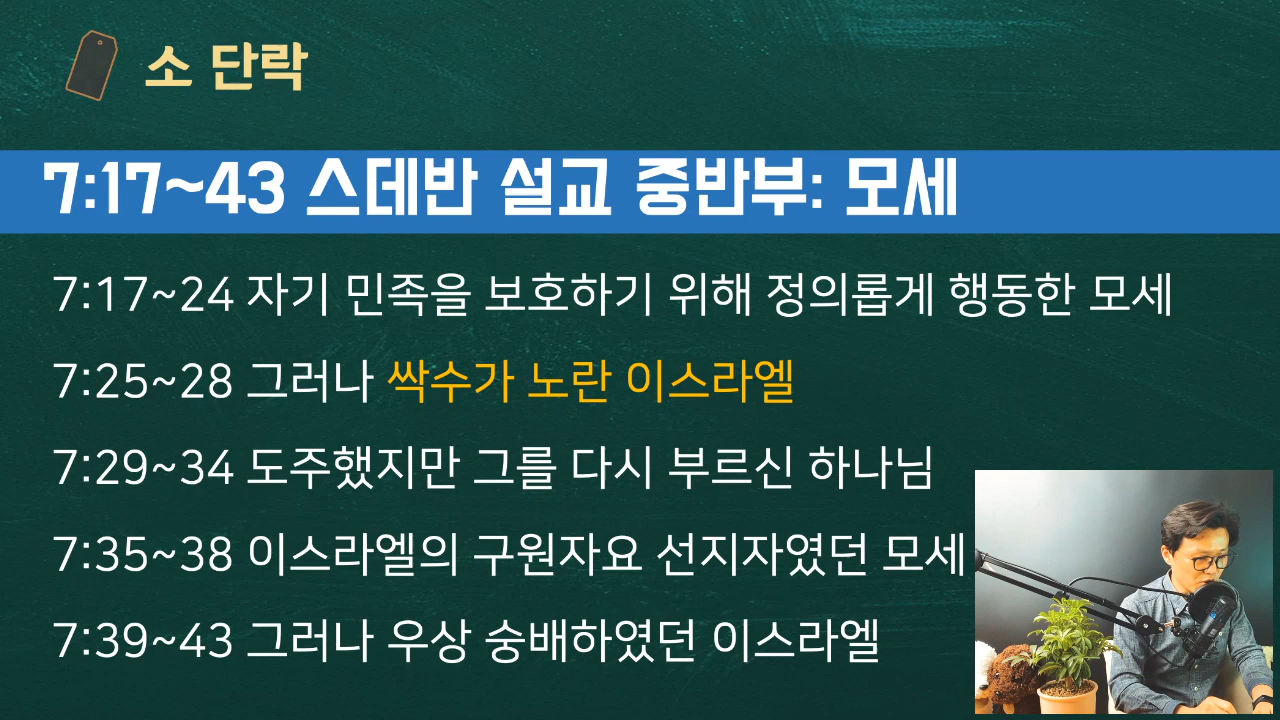 소 단락
7:17~43 스데반 설교 중반부: 모세
7:17~24 자기 민족을 보호하기 위해 정의롭게 행동한 모세
7:25~28 그러나 싹수가 노란 이스라엘
7:29~34 도주했지만 그를 다시 부르신 하나님
7:35~38 이스라엘의 구원자요 선지자였던 모세
7:39~43 그러나 우상 숭배하였던 이스라엘